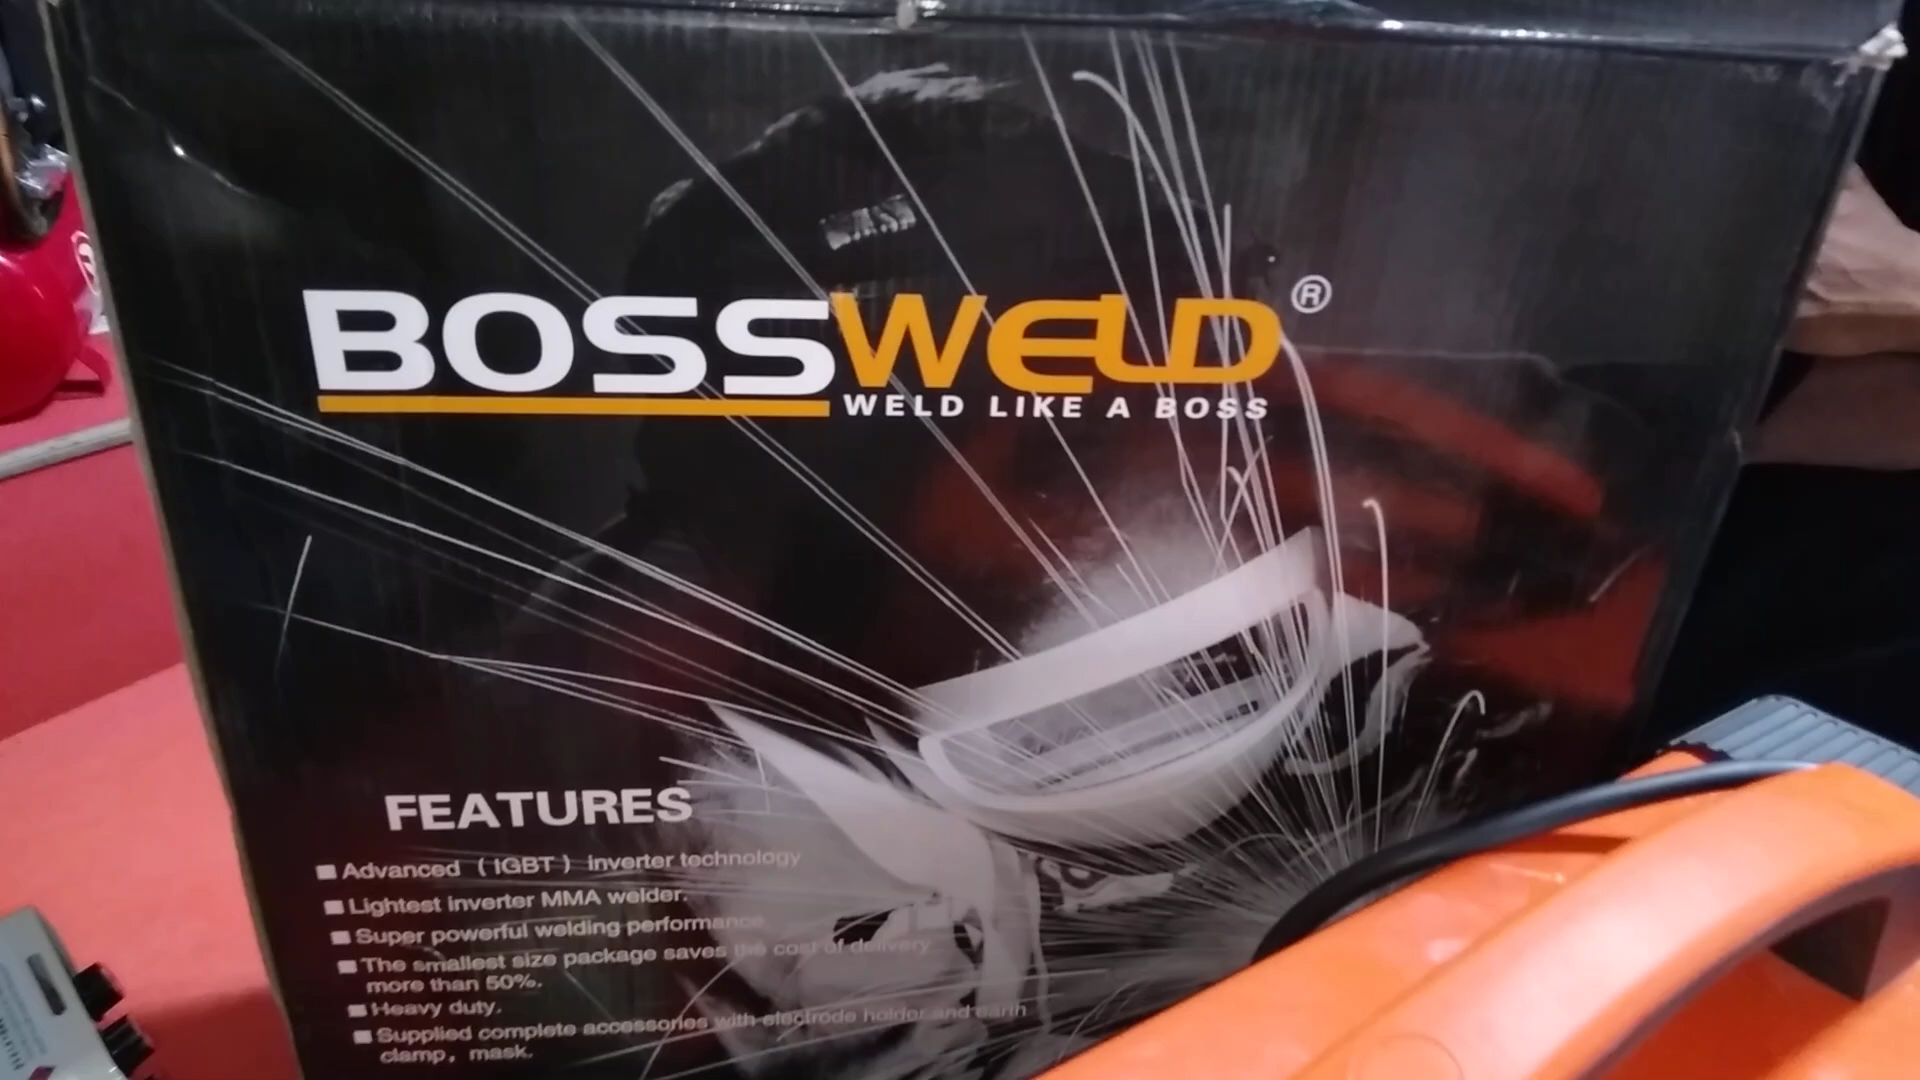 BOSSWELD®
WELD LIKE A BOSS
FEATURES
■ Advanced (IGBT) inverter technology
■ Lightest inverter MMA welder.
■ Super powerful welding performance
■ The smallest size package saves the cost of delivery
more than 50%.
■ Heavy duty.
■ Supplied complete accessories with electrode holder and earth
clamp, mask.